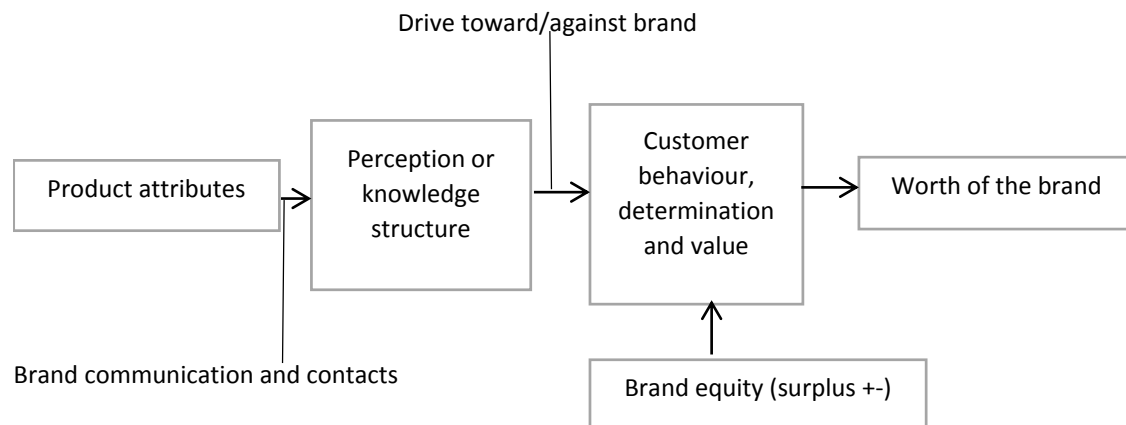 Drive toward/against brand
Product attributes
Perception or
knowledge
structure
Customer
behaviour,
determination
and value
Worth of the brand
Brand communication and contacts
Brand equity (surplus +-)